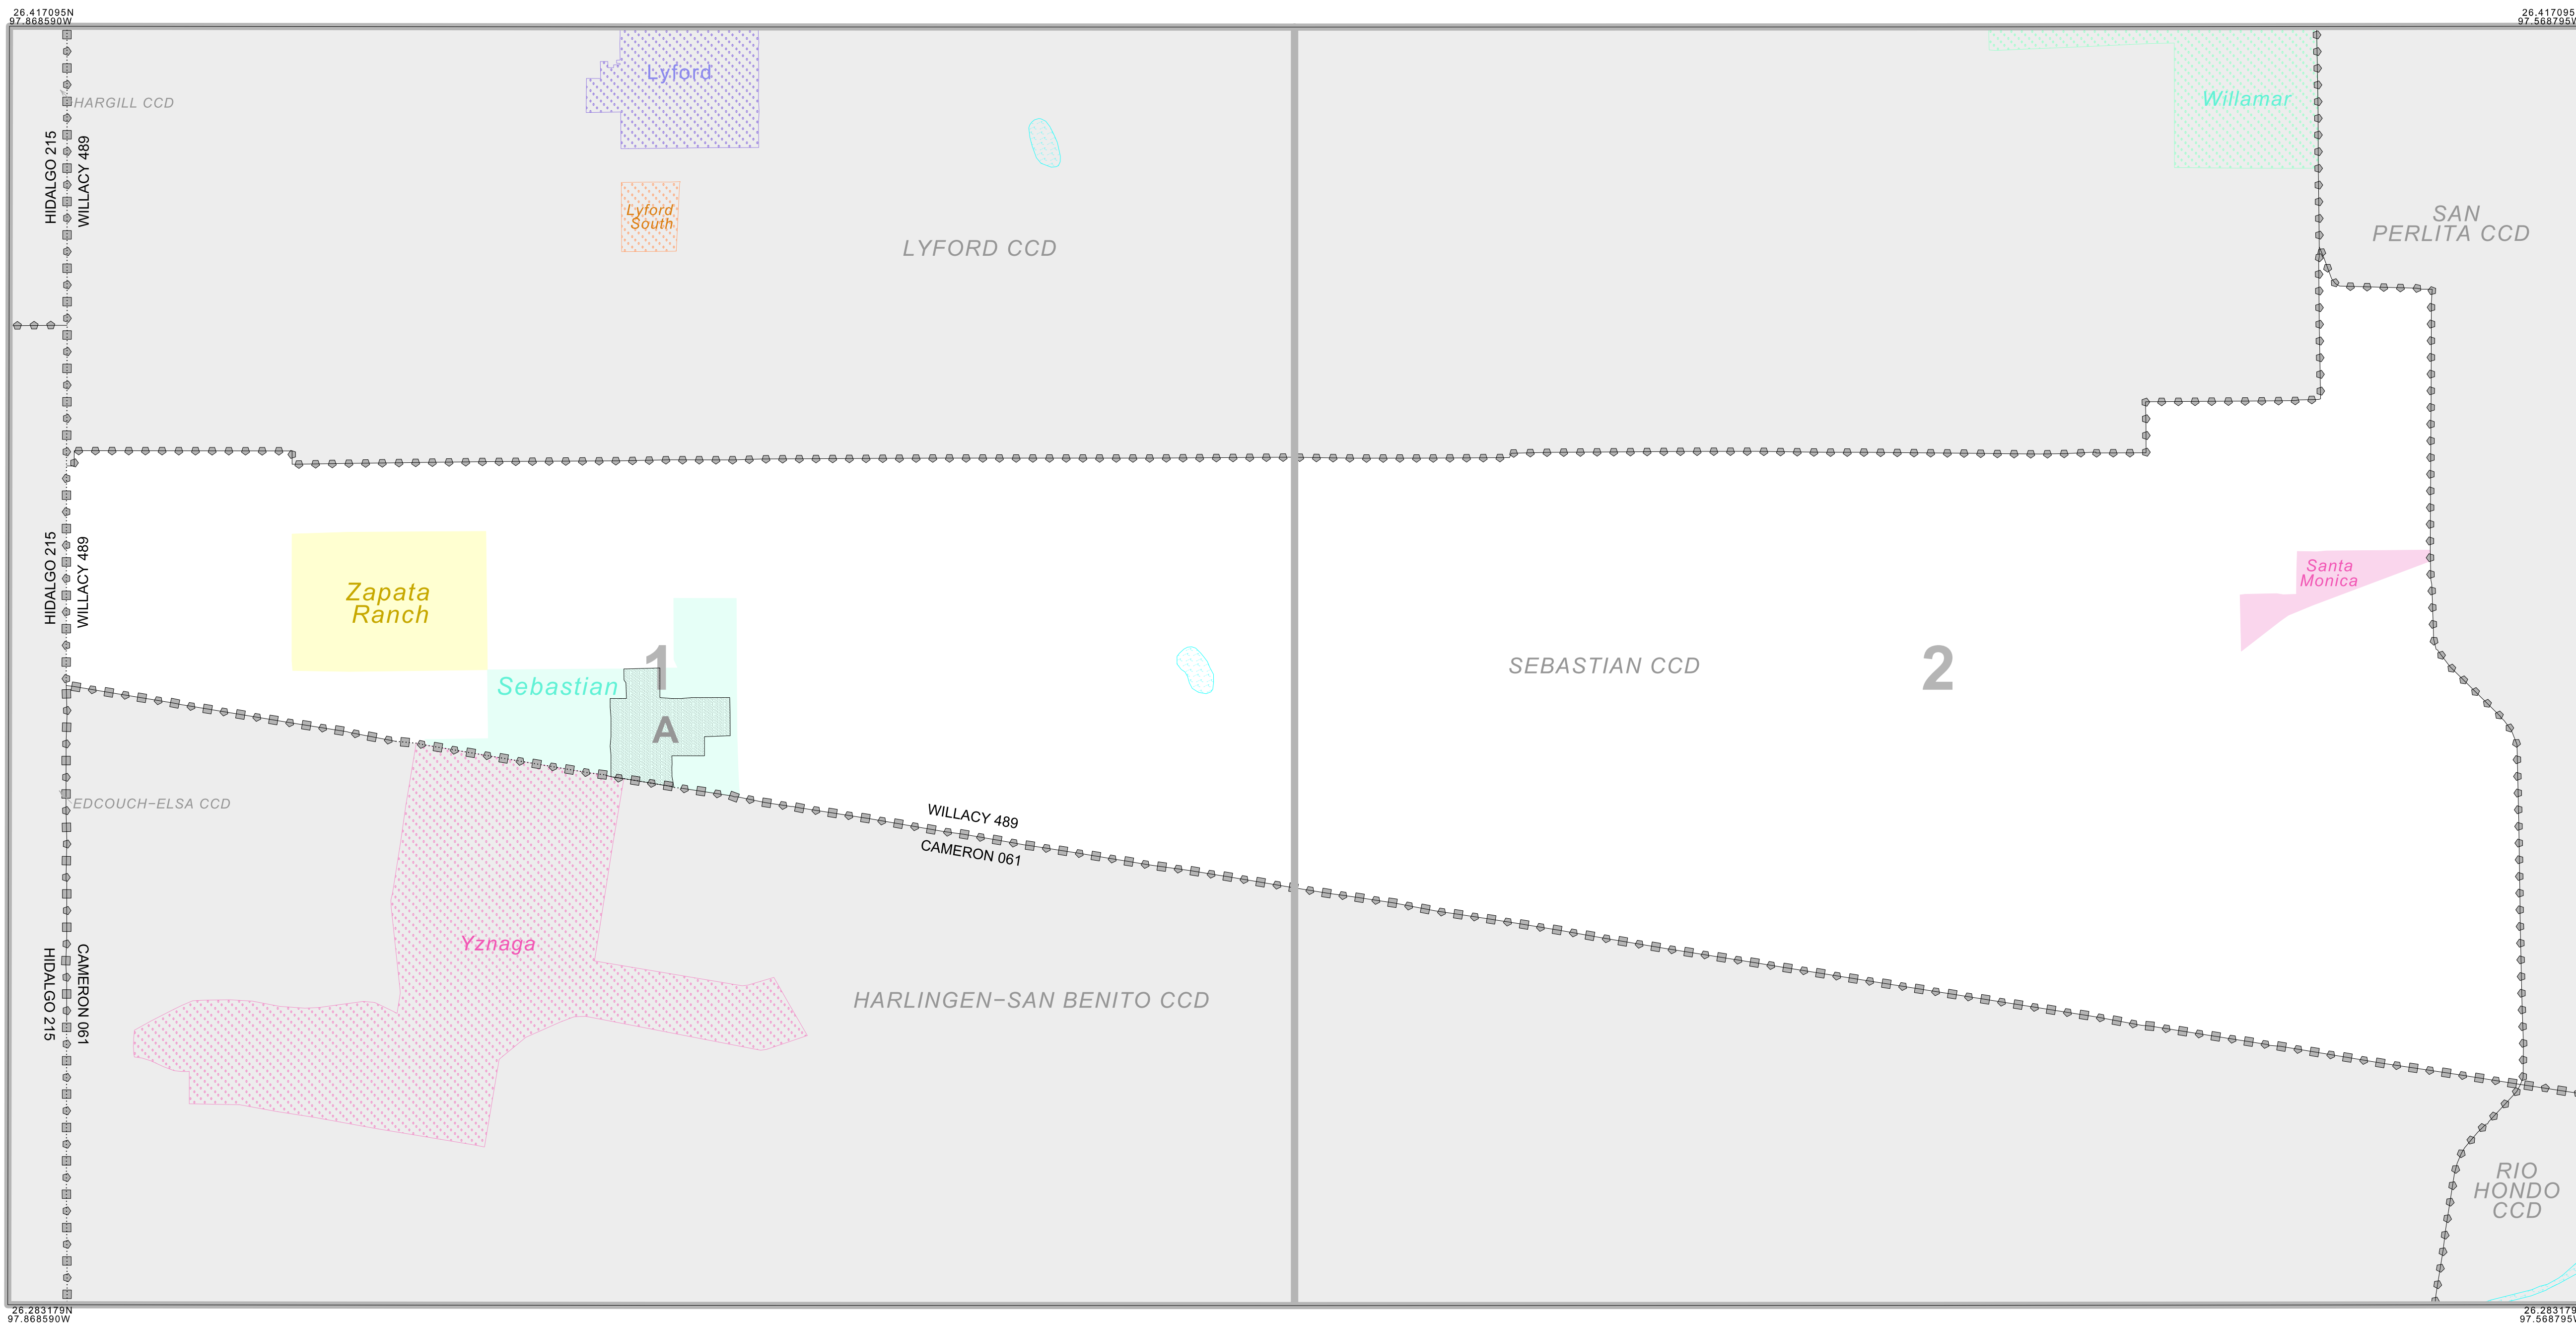 26.417095N
97.868590W
26.417095
97.568795W
Lyford
Willamar
HARGILL CCD
HIDALGO 215
WILLACY 489
Lyford
South
LYFORD CCD
SAN
PERLITA CCD
HIDALGO 215
WILLACY 489
Zapata
Ranch
Santa
Monica
1
2
SEBASTIAN CCD
Sebastian
A
EDCOUCH-ELSA CCD
WILLACY 489
CAMERON 061
Yznaga
HIDALGO 215
CAMERON 061
HARLINGEN-SAN BENITO CCD
RIO
HONDO
CCD
26.283179N
97.868590W
26.283179
97.568795W